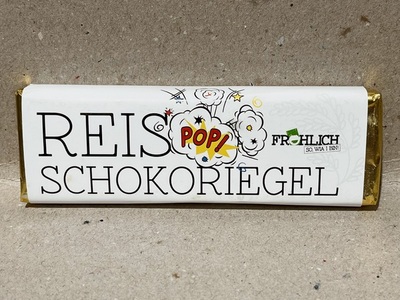 REIS POP!
FRÖHLICH
SO, WIA I BIN!
SCHOKORIEGEL